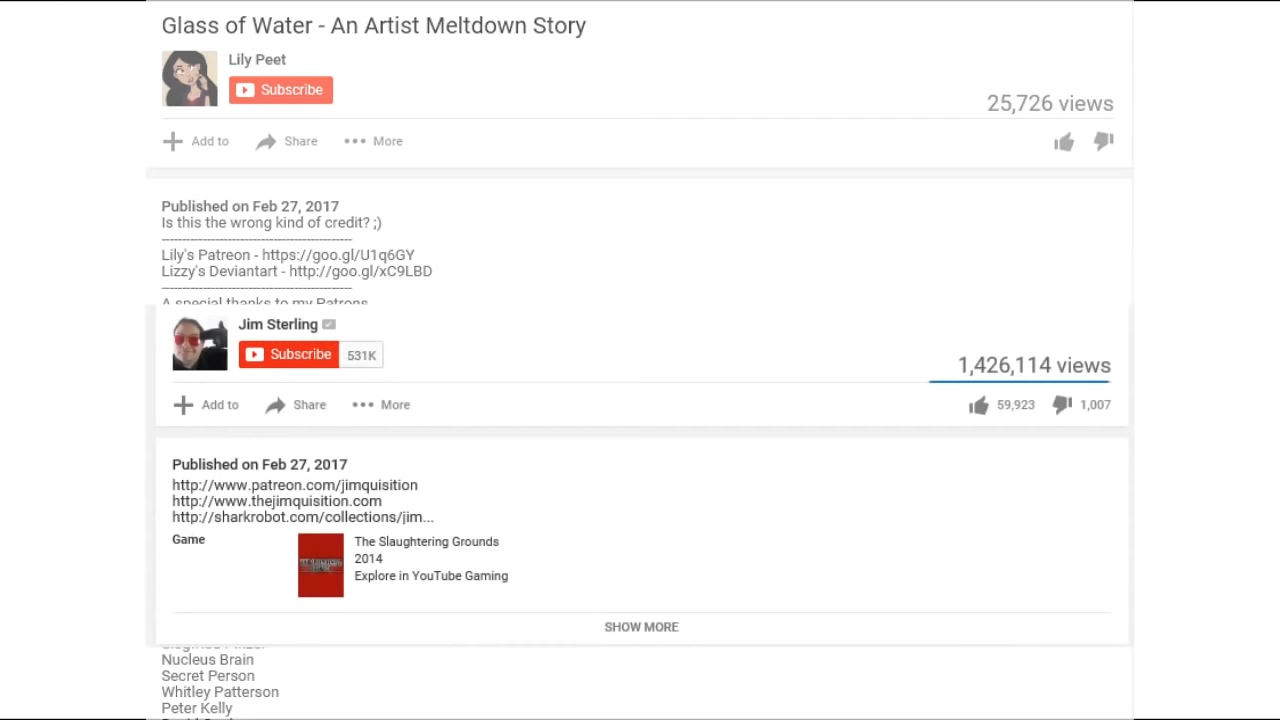 Glass of Water - An Artist Meltdown Story
Lily Peet
Subscribe
25,726 views
Add to Share More
Published on Feb 27, 2017
Is this the wrong kind of credit? ;)
---------------------------------------------
Lily's Patreon - https://goo.gl/U1q6GY
Lizzy's Deviantart - http://goo.gl/xC9LBD
---------------------------------------------
A special thanks to my Patrons
Jim Sterling
Subscribe 531K
1,426,114 views
Add to Share More 59,923 1,007
Published on Feb 27, 2017
http://www.patreon.com/jimquisition
http://www.thejimquisition.com
http://sharkrobot.com/collections/jim...
Game
The Slaughtering Grounds
2014
Explore in YouTube Gaming
SHOW MORE
Nucleus Brain
Secret Person
Whitley Patterson
Peter Kelly